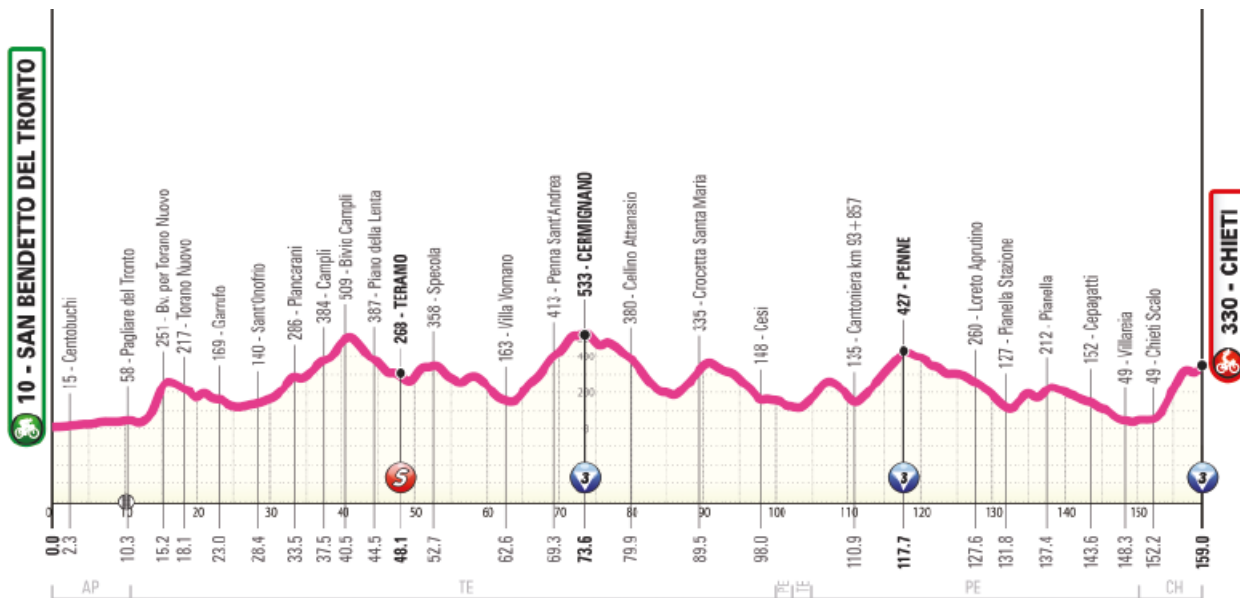 10 - SAN BENDETTO DEL TRONTO
15 - Centobuchi
58 - Pagliare del Tronto
251 - Bv. per Torano Nuovo
217 - Torano Nuovo
169 - Garrufo
140 - Sant'Onofrio
286 - Plancarani
384 - Campli
509 - Bivio Campli
387 - Piano della Lenta
268 - TERAMO
358 - Specola
163 - Villa Vomano
413 - Penna Sant'Andrea
533 - CERMIGNANO
380 - Cellino Attanasio
335 - Crocetta Santa Maria
148 - Cesi
135 - Cantoniera km 93+857
427 - PENNE
260 - Loreto Aprutino
127 - Pianella Stazione
212 - Pianella
152 - Cepagatti
49 - Villareia
49 - Chieti Scalo
330 - CHIETI
400
200
0
S
3
3
3
0 10 20 30 40 50 60 70 80 90 100 110 120 130 140 150
0.0 2.3 10.3 15.2 18.1 23.0 28.4 33.5 37.5 40.5 44.5 48.1 52.7 62.6 69.3 73.6 79.9 89.5 98.0 110.9 117.7 127.6 131.8 137.4 143.6 148.3 152.2 159.0
AP TE PE TE PE CH